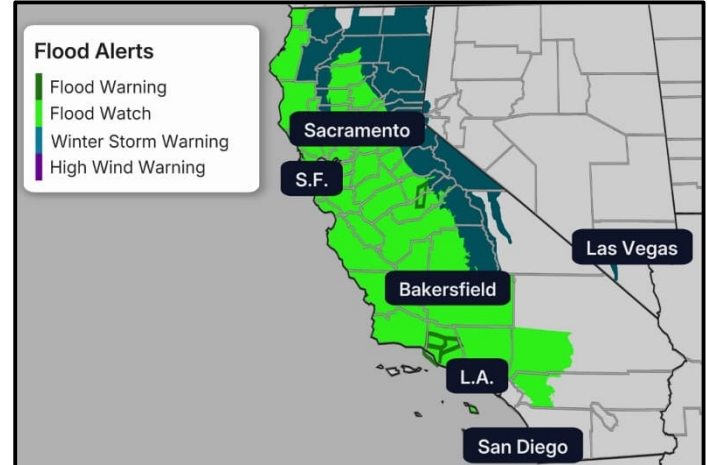 Flood Alerts
Flood Warning
Flood Watch
Winter Storm Warning
High Wind Warning
Sacramento
S.F.
Las Vegas
Bakersfield
L.A.
San Diego